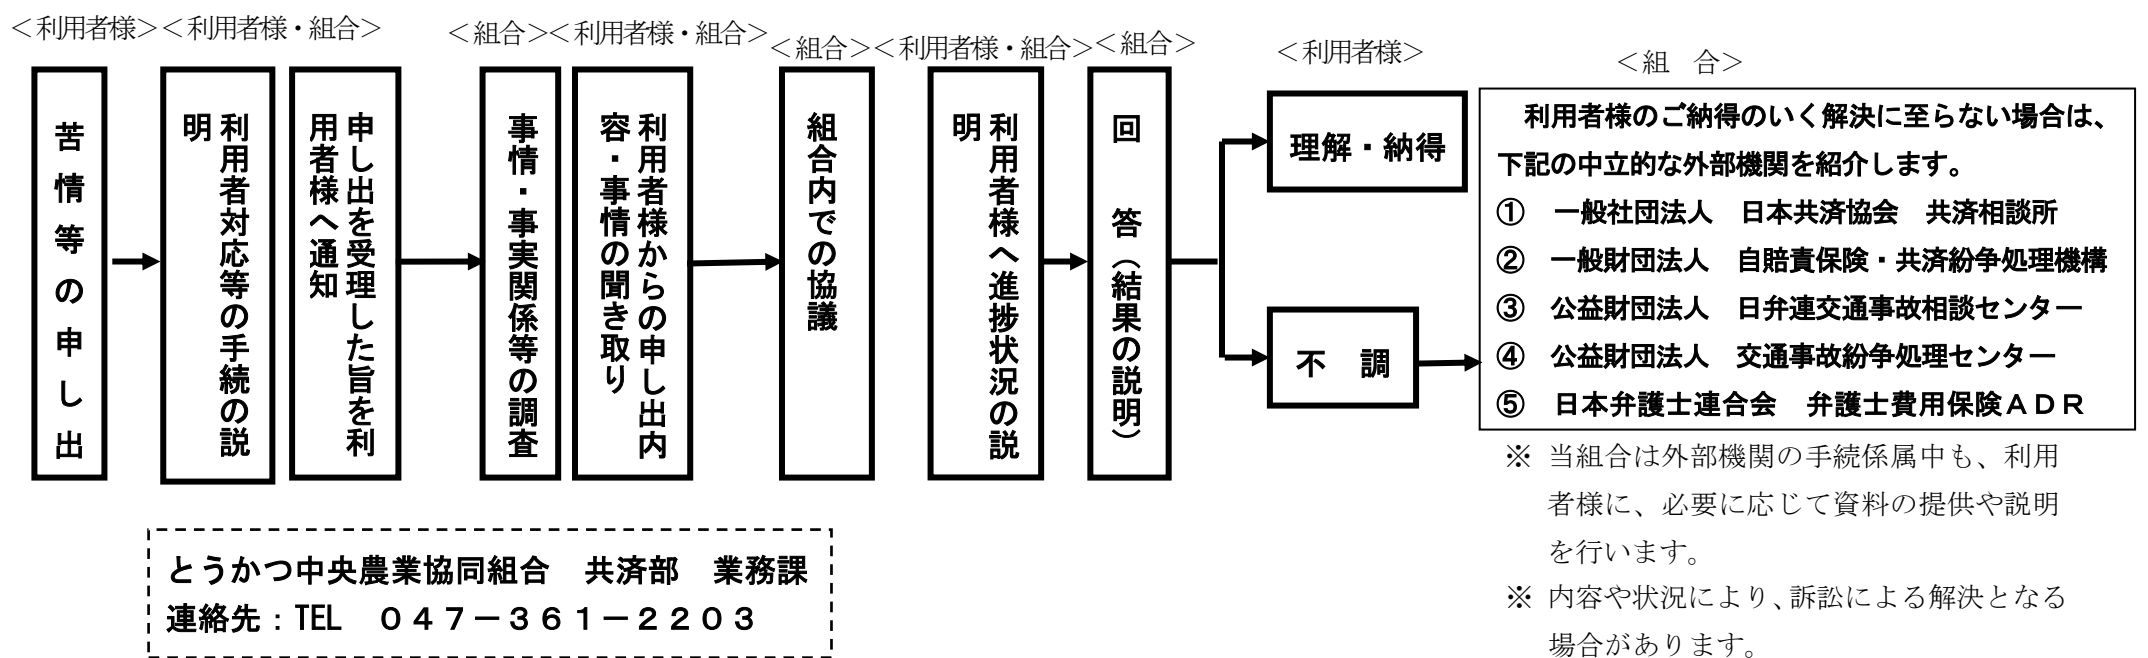 ＜利用者様＞
＜利用者様・組合＞
＜組合＞
＜利用者様・組合＞
＜組合＞
＜利用者様・組合＞
＜組合＞
＜利用者様＞
＜組　合＞
苦情等の申し出
利用者対応等の手続の説
明
申し出を受理した旨を利
用者様へ通知
事情・事実関係等の調査
利用者様からの申し出内
容・事情の聞き取り
組合内での協議
利用者様へ進捗状況の説
明
回　答（結果の説明）
理解・納得
不　調
利用者様のご納得のいく解決に至らない場合は、
下記の中立的な外部機関を紹介します。
①　一般社団法人　日本共済協会　共済相談所
②　一般財団法人　自賠責保険・共済紛争処理機構
③　公益財団法人　日弁連交通事故相談センター
④　公益財団法人　交通事故紛争処理センター
⑤　日本弁護士連合会　弁護士費用保険ＡＤＲ
※ 当組合は外部機関の手続係属中も、利用
者様に、必要に応じて資料の提供や説明
を行います。
※ 内容や状況により、訴訟による解決となる
場合があります。
とうかつ中央農業協同組合　共済部　業務課
連絡先：TEL　０４７－３６１－２２０３